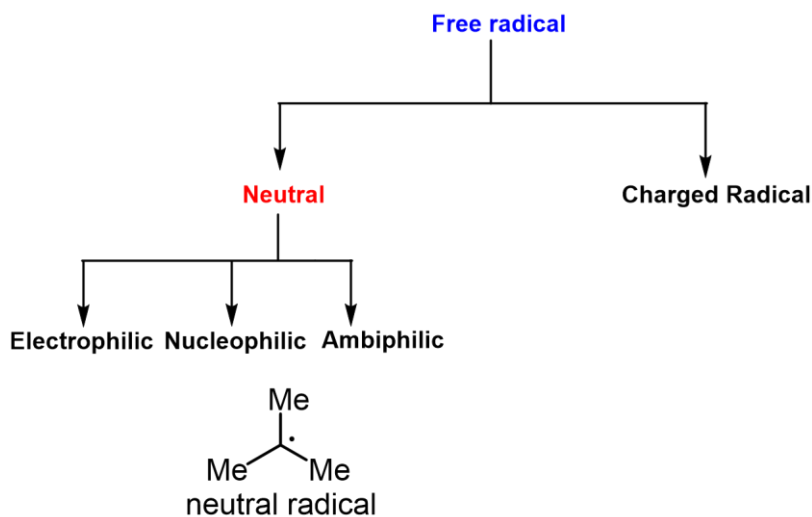 Free radical
Neutral Charged Radical
Electrophilic Nucleophilic Ambiphilic
Me
Me Me
neutral radical